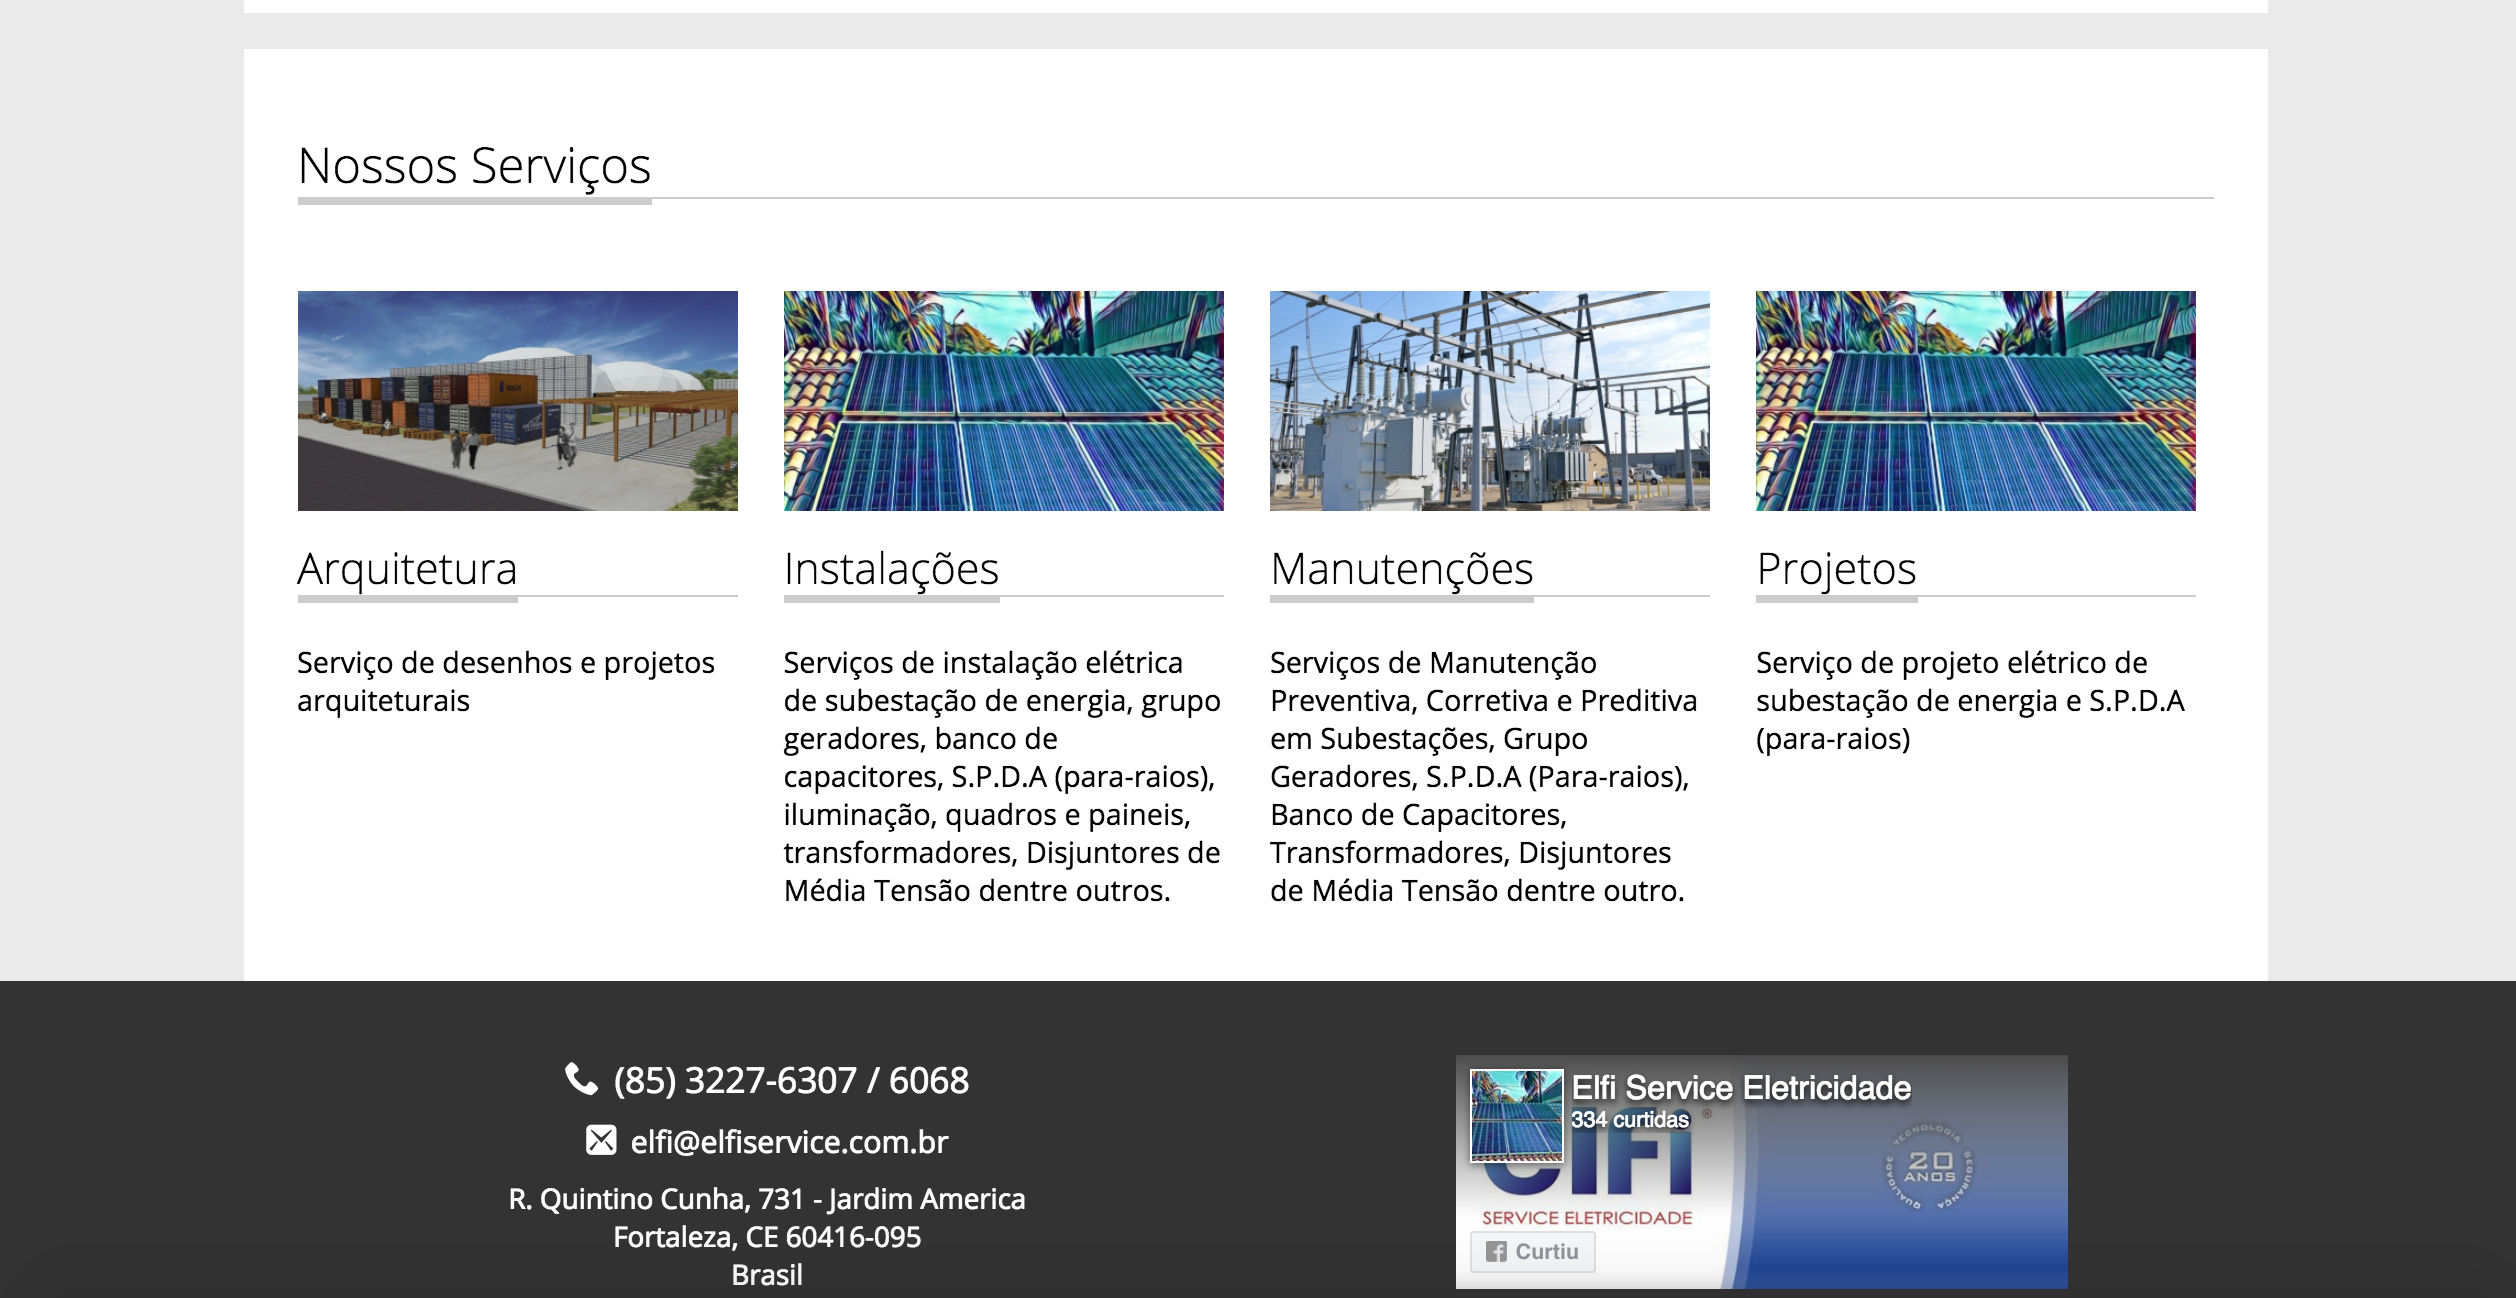 Nossos Serviços
Arquitetura
Serviço de desenhos e projetos
arquiteturais
Instalações
Serviços de instalação elétrica
de subestação de energia, grupo
geradores, banco de
capacitores, S.P.D.A (para-raios),
iluminação, quadros e paineis,
transformadores, Disjuntores de
Média Tensão dentre outros.
Manutenções
Serviços de Manutenção
Preventiva, Corretiva e Preditiva
em Subestações, Grupo
Geradores, S.P.D.A (Para-raios),
Banco de Capacitores,
Transformadores, Disjuntores
de Média Tensão dentre outro.
Projetos
Serviço de projeto elétrico de
subestação de energia e S.P.D.A
(para-raios)
(85) 3227-6307 / 6068
elfi@elfiservice.com.br
R. Quintino Cunha, 731 - Jardim America
Fortaleza, CE 60416-095
Brasil
Elfi Service Eletricidade
334 curtidas
elfi ®
SERVICE ELETRICIDADE
Curtiu
TECNOLOGIA
SEGURANÇA
QUALIDADE
20
ANOS